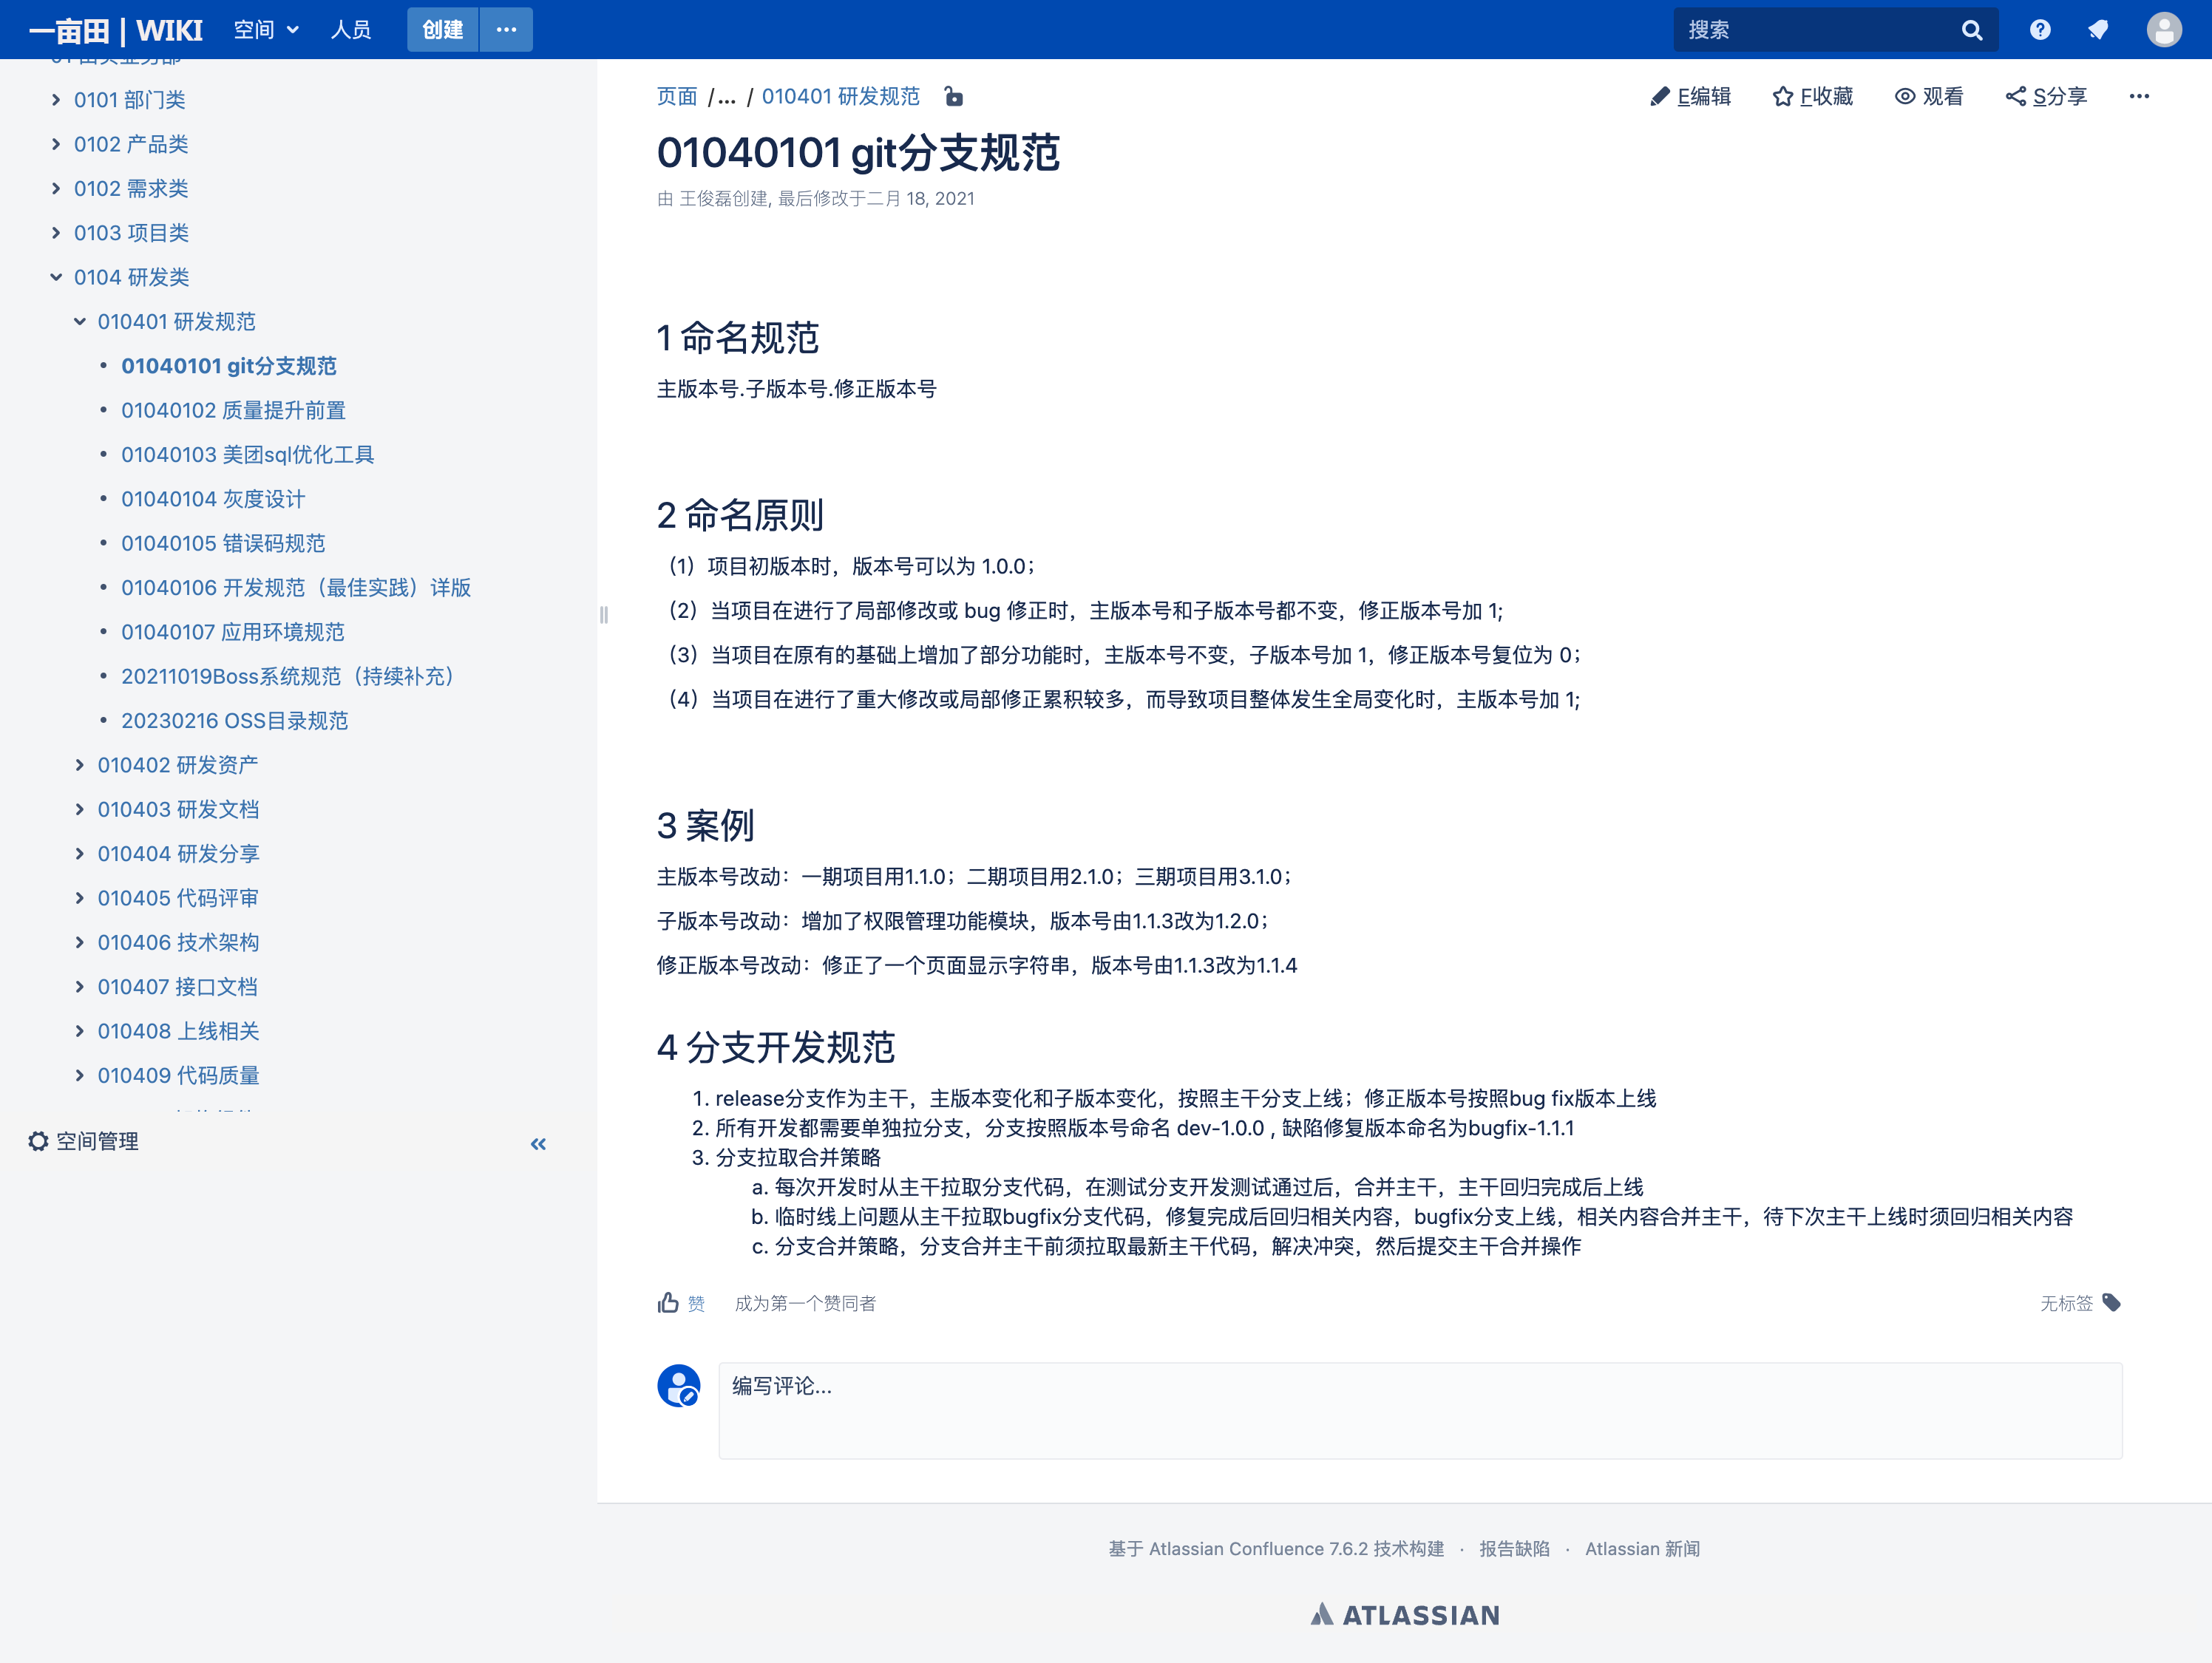 一亩田 | WIKI
空间
人员
创建
搜索
0101 部门类
0102 产品类
0102 需求类
0103 项目类
0104 研发类
010401 研发规范
01040101 git分支规范
01040102 质量提升前置
01040103 美团sql优化工具
01040104 灰度设计
01040105 错误码规范
01040106 开发规范（最佳实践）详版
01040107 应用环境规范
20211019Boss系统规范（持续补充）
20230216 OSS目录规范
010402 研发资产
010403 研发文档
010404 研发分享
010405 代码评审
010406 技术架构
010407 接口文档
010408 上线相关
010409 代码质量
空间管理
页面 /... / 010401 研发规范
E编辑
F收藏
观看
S分享
01040101 git分支规范
由 王俊磊创建, 最后修改于二月 18, 2021
1 命名规范
主版本号.子版本号.修正版本号
2 命名原则
（1）项目初版本时，版本号可以为 1.0.0；
（2）当项目在进行了局部修改或 bug 修正时，主版本号和子版本号都不变，修正版本号加 1;
（3）当项目在原有的基础上增加了部分功能时，主版本号不变，子版本号加 1，修正版本号复位为 0；
（4）当项目在进行了重大修改或局部修正累积较多，而导致项目整体发生全局变化时，主版本号加 1;
3 案例
主版本号改动：一期项目用1.1.0；二期项目用2.1.0；三期项目用3.1.0；
子版本号改动：增加了权限管理功能模块，版本号由1.1.3改为1.2.0；
修正版本号改动：修正了一个页面显示字符串，版本号由1.1.3改为1.1.4
4 分支开发规范
1. release分支作为主干，主版本变化和子版本变化，按照主干分支上线；修正版本号按照bug fix版本上线
2. 所有开发都需要单独拉分支，分支按照版本号命名 dev-1.0.0 , 缺陷修复版本命名为bugfix-1.1.1
3. 分支拉取合并策略
a. 每次开发时从主干拉取分支代码，在测试分支开发测试通过后，合并主干，主干回归完成后上线
b. 临时线上问题从主干拉取bugfix分支代码，修复完成后回归相关内容，bugfix分支上线，相关内容合并主干，待下次主干上线时须回归相关内容
c. 分支合并策略，分支合并主干前须拉取最新主干代码，解决冲突，然后提交主干合并操作
赞
成为第一个赞同者
无标签
编写评论...
基于 Atlassian Confluence 7.6.2 技术构建 · 报告缺陷 · Atlassian 新闻
ATLASSIAN